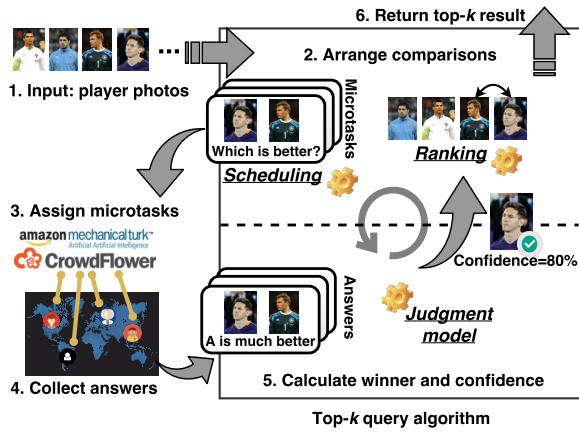 6. Return top-k result
2. Arrange comparisons
1. Input: player photos
Microtasks
Which is better?
Scheduling
Ranking
3. Assign microtasks
amazon mechanical turk™
Artificial Artificial Intelligence
CrowdFlower
Confidence=80%
Answers
A is much better
Judgment
model
4. Collect answers
5. Calculate winner and confidence
Top-k query algorithm